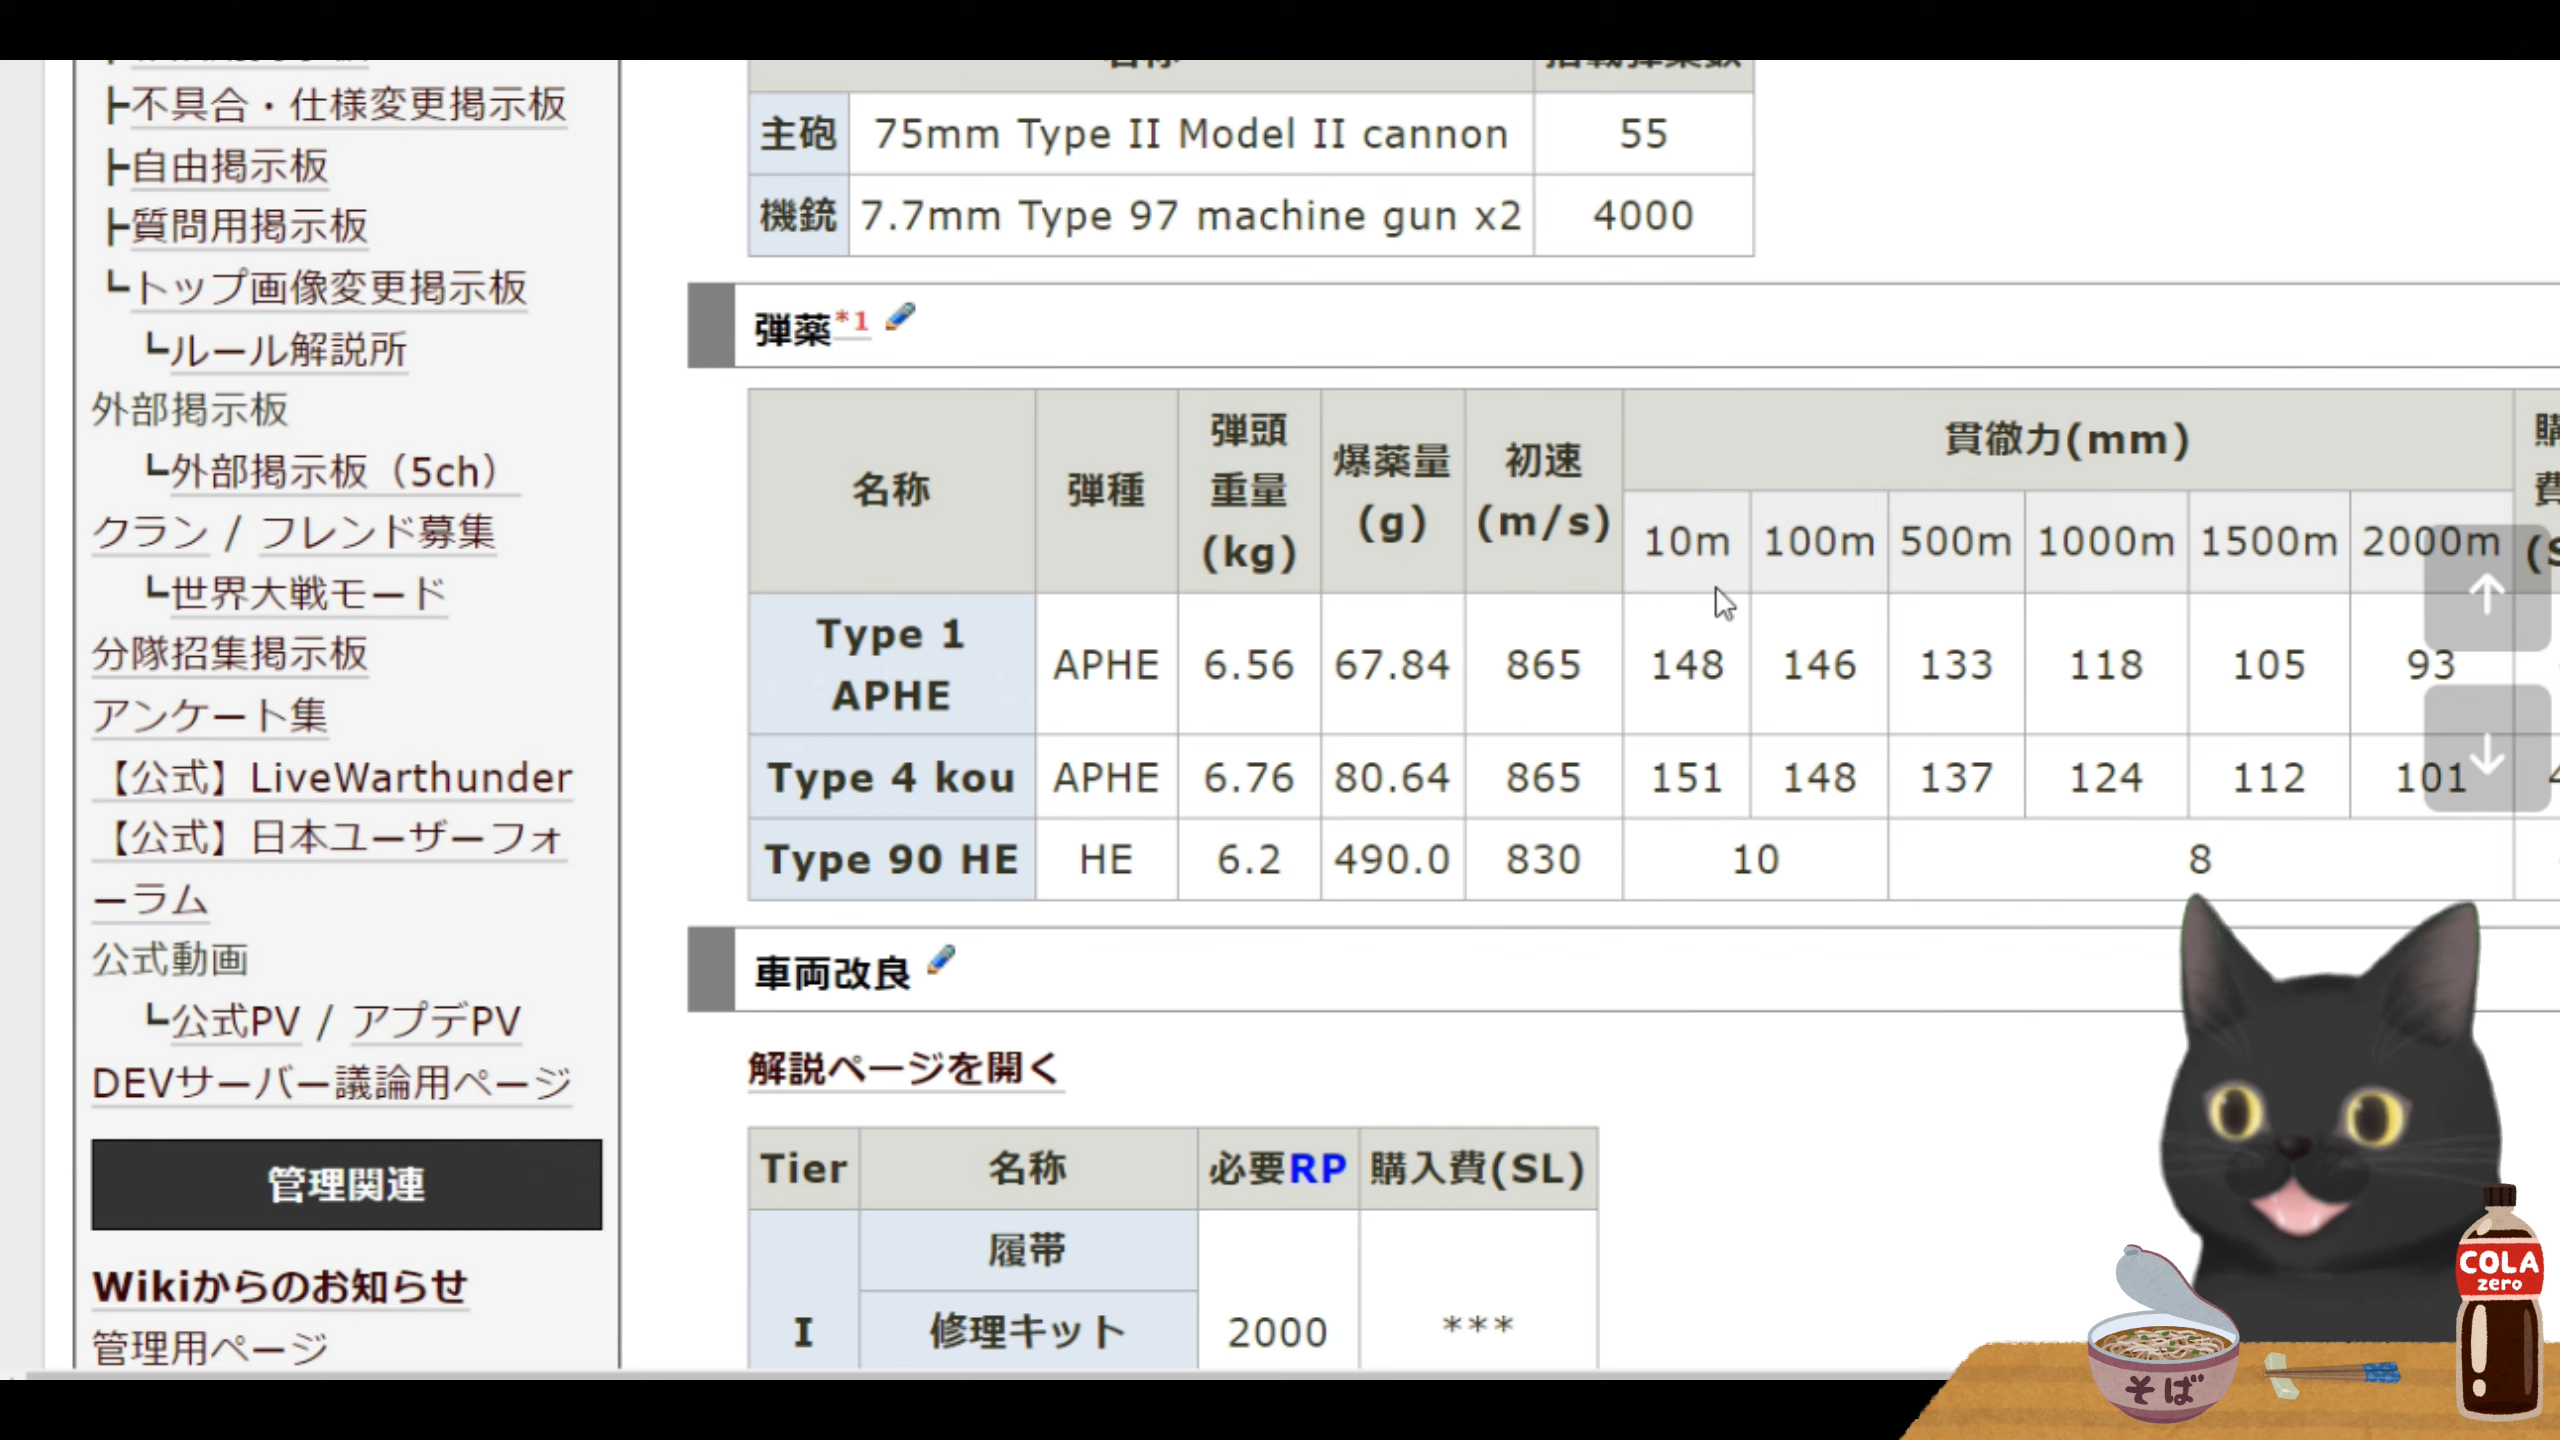 ┣不具合・仕様変更掲示板
┣自由掲示板
┣質問用掲示板
┗トップ画像変更掲示板
┗ルール解説所
外部掲示板
┗外部掲示板（5ch）
クラン / フレンド募集
┗世界大戦モード
分隊招集掲示板
アンケート集
【公式】LiveWarthunder
【公式】日本ユーザーフォ
ーラム
公式動画
┗公式PV / アプデPV
DEVサーバー議論用ページ
管理関連
Wikiからのお知らせ
管理用ページ
名称 搭載弾薬数
主砲 75mm Type II Model II cannon 55
機銃 7.7mm Type 97 machine gun x2 4000
弾薬*1
名称 弾種 弾頭重量(kg) 爆薬量(g) 初速(m/s) 貫徹力(mm)
10m 100m 500m 1000m 1500m 2000m
Type 1 APHE APHE 6.56 67.84 865 148 146 133 118 105 93
Type 4 kou APHE 6.76 80.64 865 151 148 137 124 112 101
Type 90 HE HE 6.2 490.0 830 10 8
車両改良
解説ページを開く
Tier 名称 必要RP 購入費(SL)
履帯
I 修理キット 2000 ***
COLA
zero
そば